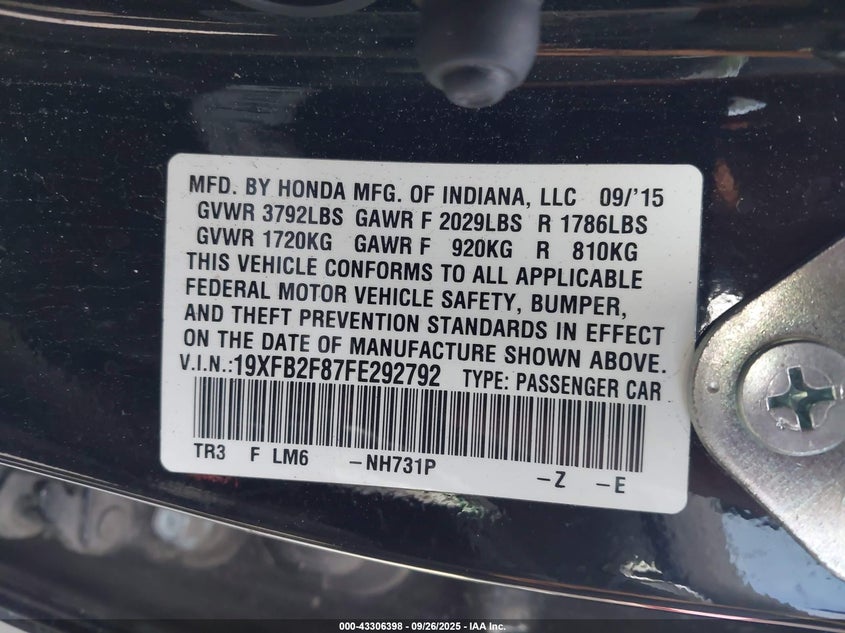 MFD. BY HONDA MFG. OF INDIANA, LLC 09/'15
GVWR 3792LBS GAWR F 2029LBS R 1786LBS
GVWR 1720KG GAWR F 920KG R 810KG
THIS VEHICLE CONFORMS TO ALL APPLICABLE
FEDERAL MOTOR VEHICLE SAFETY, BUMPER,
AND THEFT PREVENTION STANDARDS IN EFFECT
ON THE DATE OF MANUFACTURE SHOWN ABOVE.
V.I.N.:19XFB2F87FE292792 TYPE: PASSENGER CAR
TR3 F LM6 -NH731P -Z -E
000-43306398 - 09/26/2025 - IAA Inc.